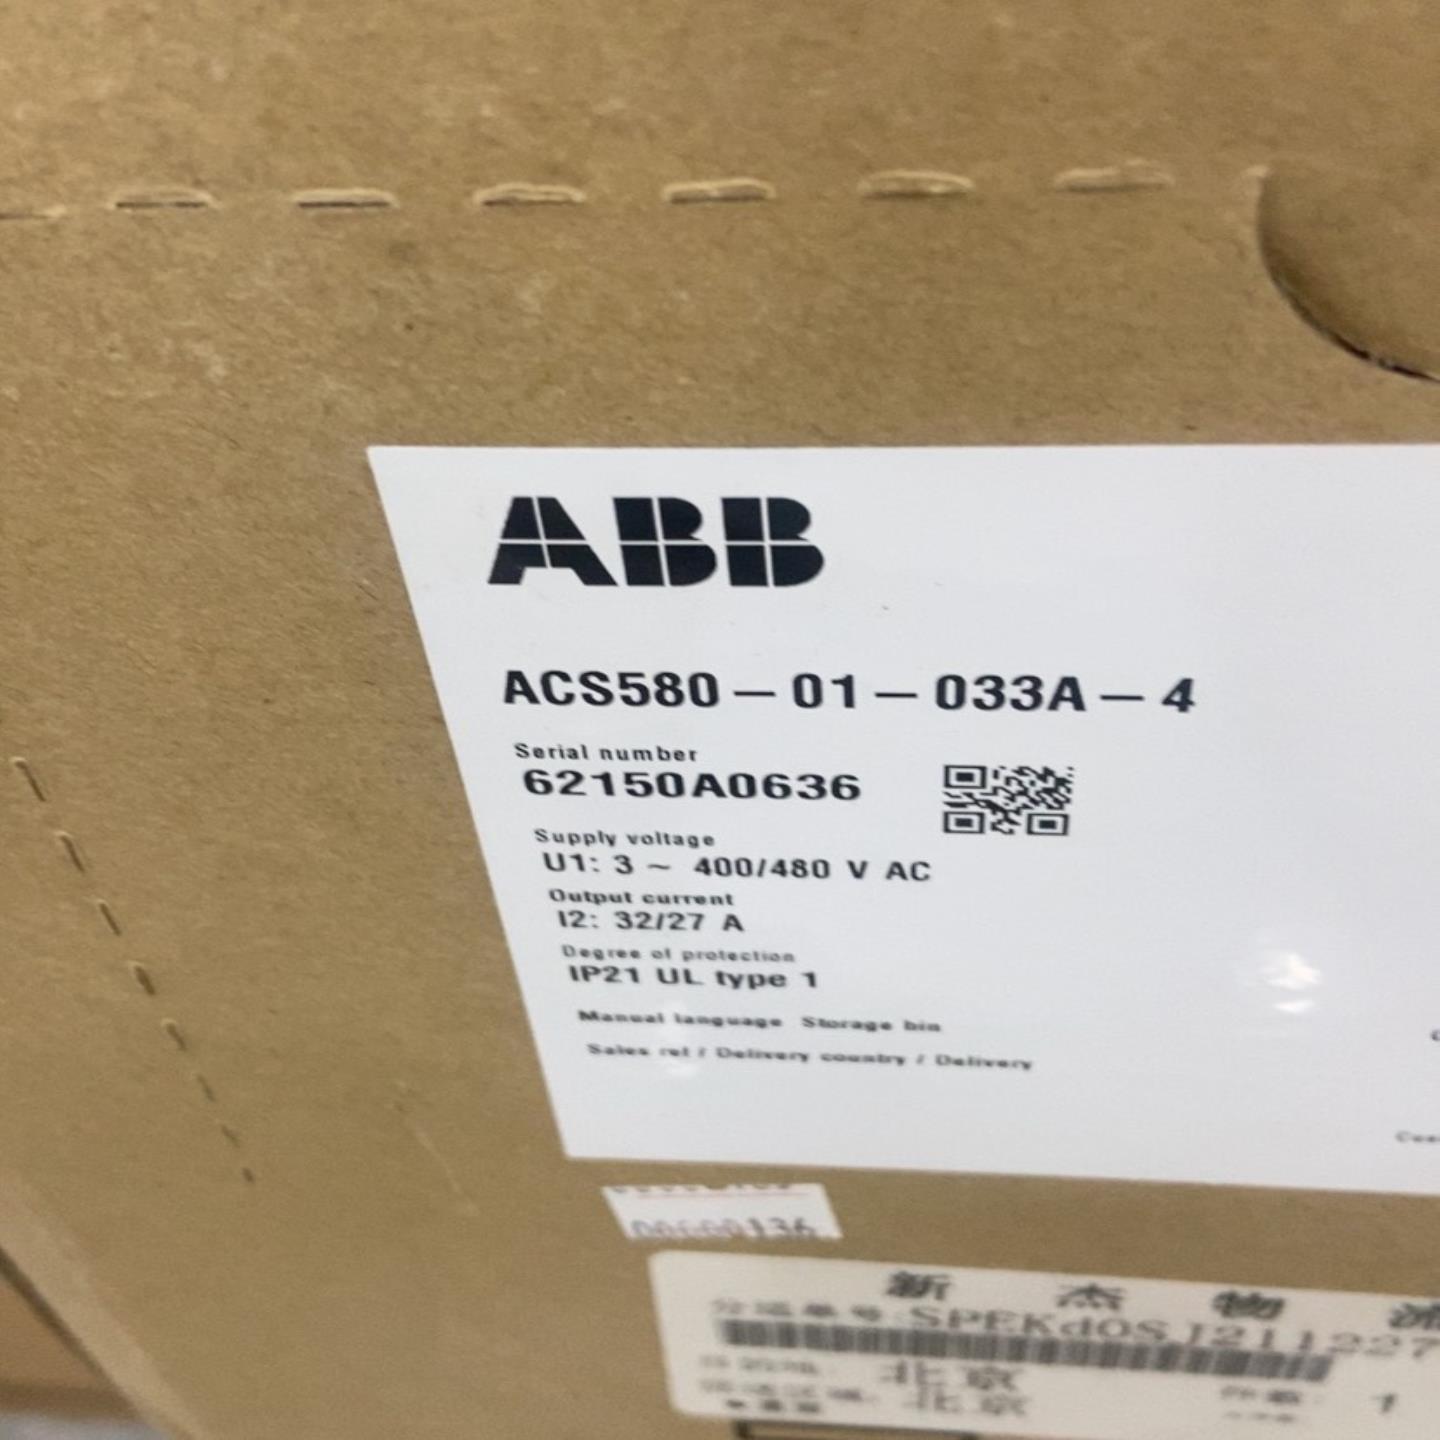 ABB
ACS580-01-033A-4
Serial number
62150A0636
Supply voltage
U1: 3 ~ 400/480 V AC
Output current
I2: 32/27 A
Degree of protection
IP21 UL type 1
Manual language Storage bin
Sales ref / Delivery country / Delivery
新 杰 物
SPEKdOSJ211227
北京
北京
1